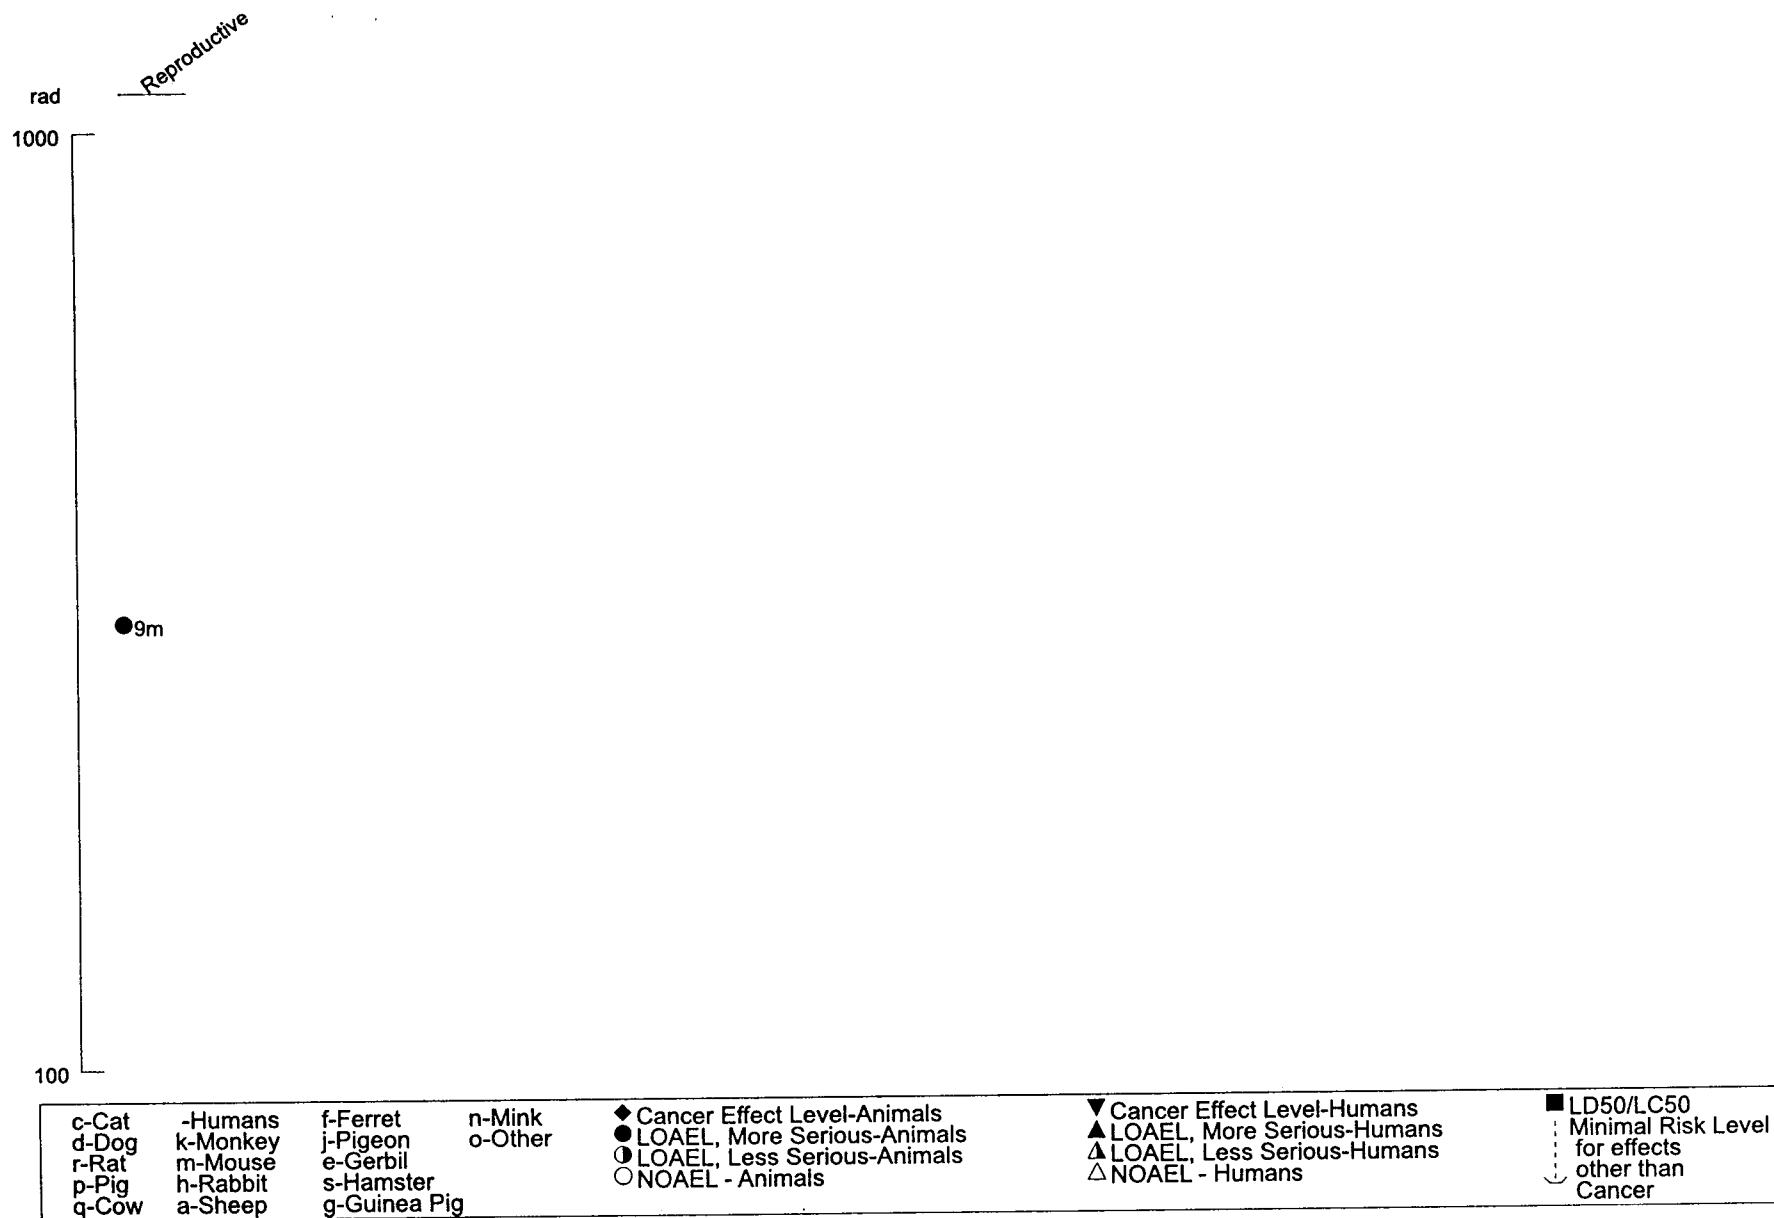 Reproductive
rad
1000
9m
100
c-Cat -Humans f-Ferret n-Mink
d-Dog k-Monkey j-Pigeon o-Other
r-Rat m-Mouse e-Gerbil
p-Pig h-Rabbit s-Hamster
q-Cow a-Sheep g-Guinea Pig
Cancer Effect Level-Animals
LOAEL, More Serious-Animals
LOAEL, Less Serious-Animals
NOAEL - Animals
Cancer Effect Level-Humans
LOAEL, More Serious-Humans
LOAEL, Less Serious-Humans
NOAEL - Humans
LD50/LC50
Minimal Risk Level
for effects
other than
Cancer